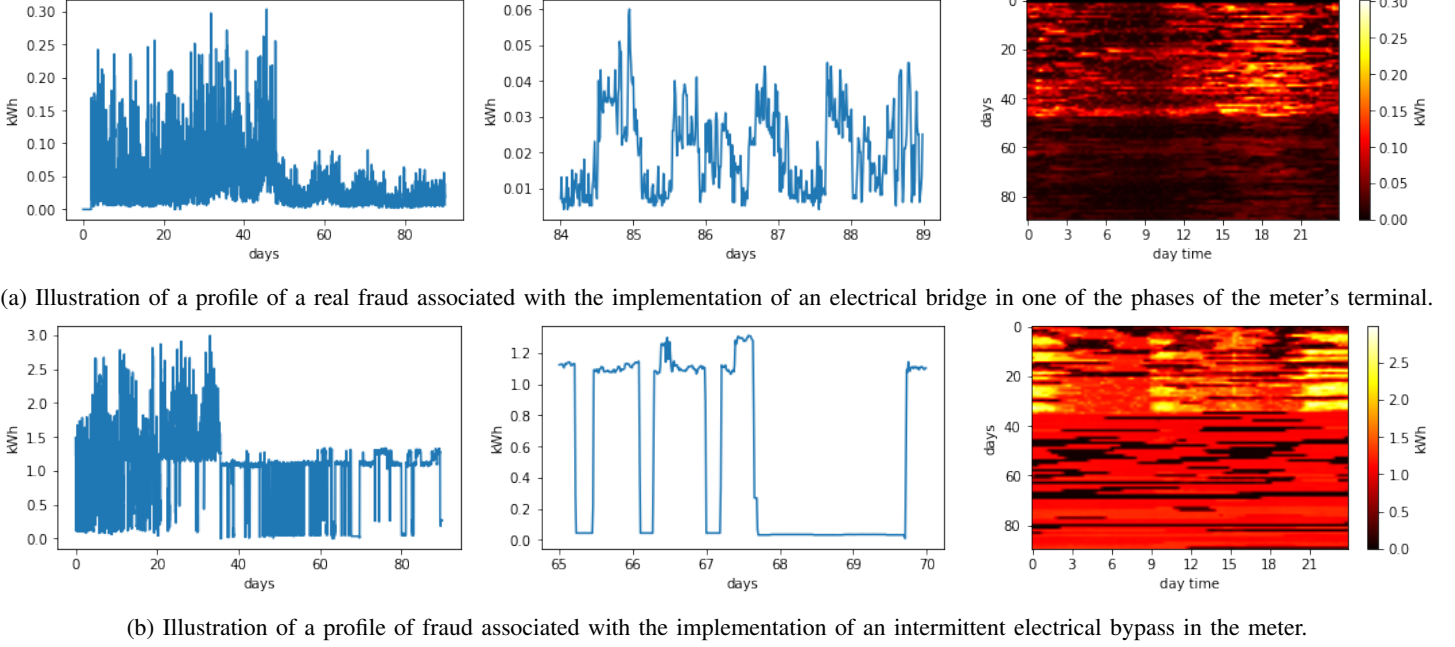 0.30
0.25
0.20
0.15
0.10
0.05
0.00
kWh
0 20 40 60 80
days
0.06
0.05
0.04
0.03
0.02
0.01
kWh
84 85 86 87 88 89
days
0
20
40
60
80
days
0 3 6 9 12 15 18 21
day time
0.30
0.25
0.20
0.15
0.10
0.05
0.00
kWh
(a) Illustration of a profile of a real fraud associated with the implementation of an electrical bridge in one of the phases of the meter's terminal.
3.0
2.5
2.0
1.5
1.0
0.5
0.0
kWh
0 20 40 60 80
days
1.2
1.0
0.8
0.6
0.4
0.2
0.0
kWh
65 66 67 68 69 70
days
0
20
40
60
80
days
0 3 6 9 12 15 18 21
day time
2.5
2.0
1.5
1.0
0.5
0.0
kWh
(b) Illustration of a profile of fraud associated with the implementation of an intermittent electrical bypass in the meter.